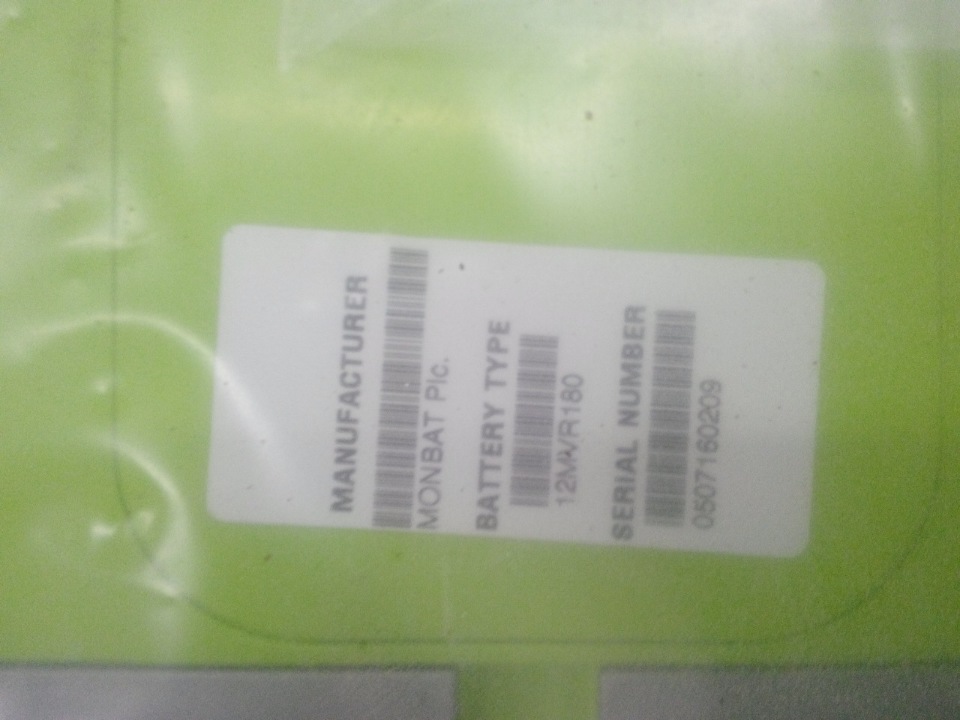 MANUFACTURER
MONBAT Plc.
BATTERY TYPE
12MVR180
SERIAL NUMBER
0507160209